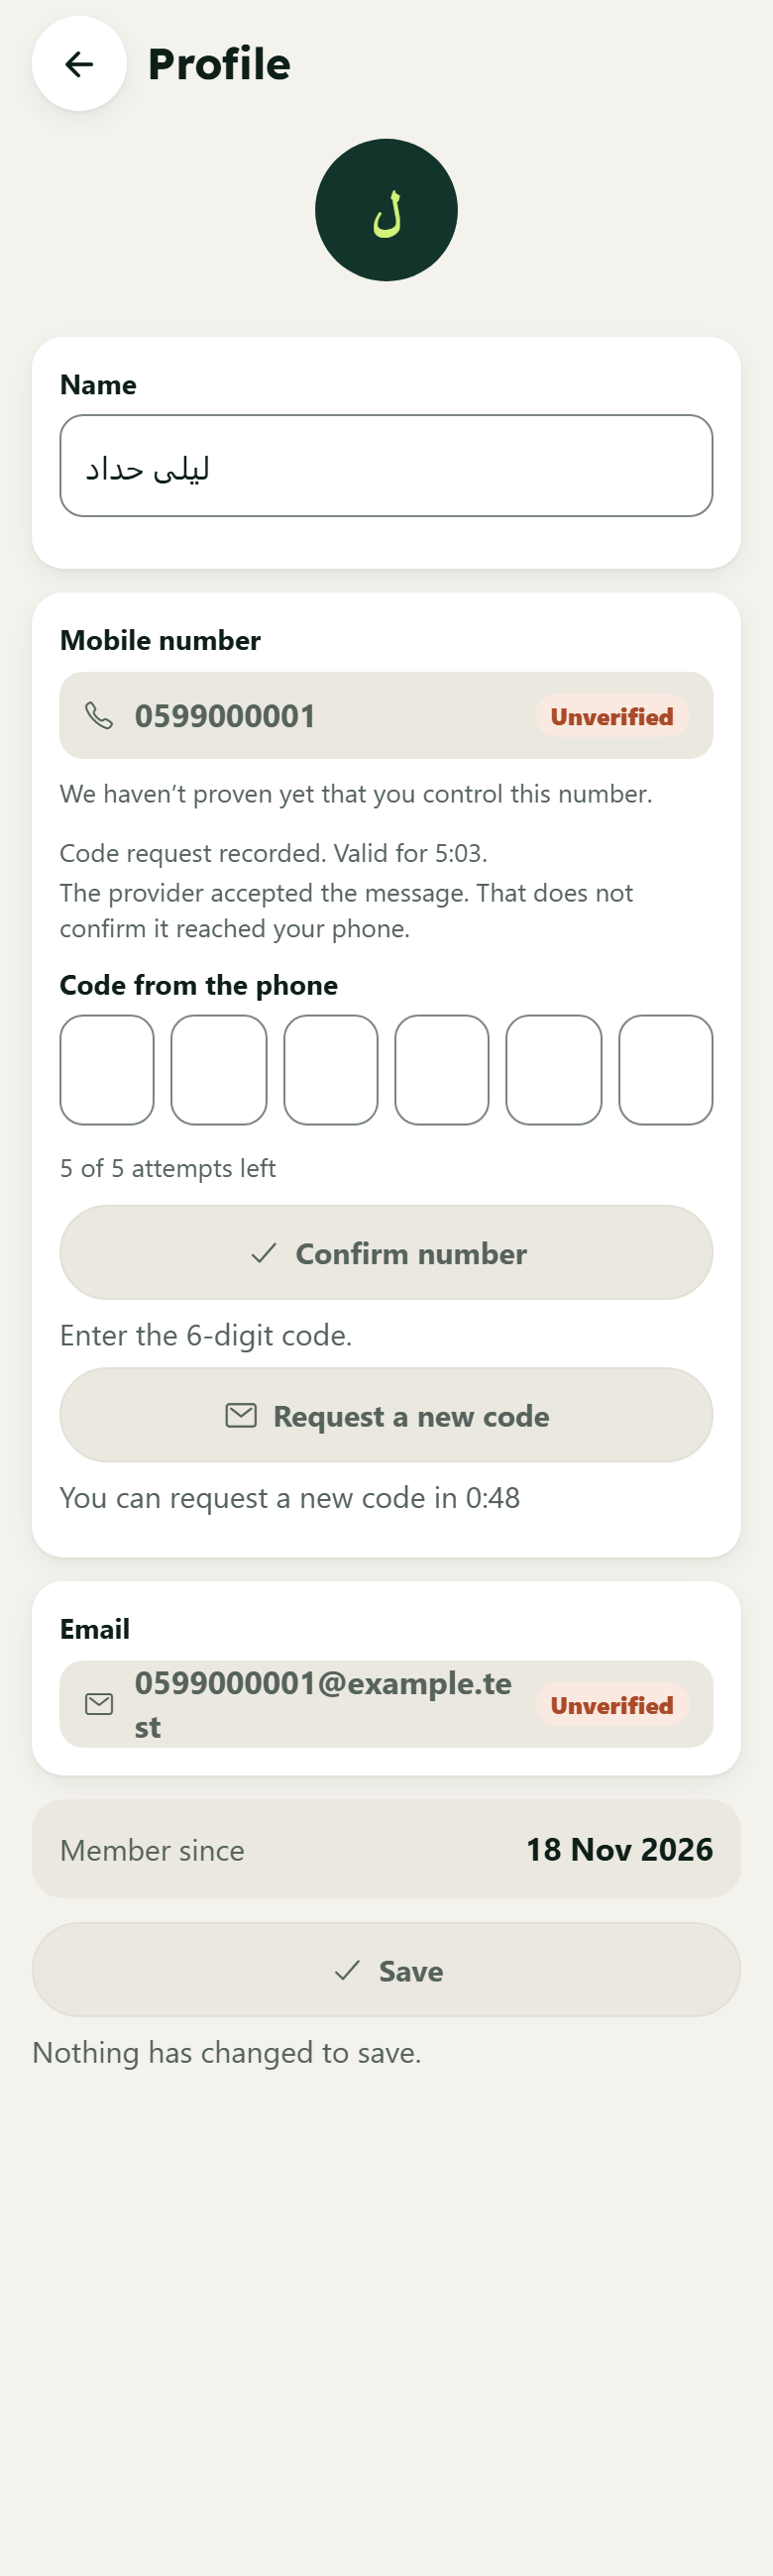 Profile
ل
Name
ليلى حداد
Mobile number
0599000001
Unverified
We haven’t proven yet that you control this number.
Code request recorded. Valid for 5:03.
The provider accepted the message. That does not
confirm it reached your phone.
Code from the phone
5 of 5 attempts left
Confirm number
Enter the 6-digit code.
Request a new code
You can request a new code in 0:48
Email
0599000001@example.te
st
Unverified
Member since
18 Nov 2026
Save
Nothing has changed to save.